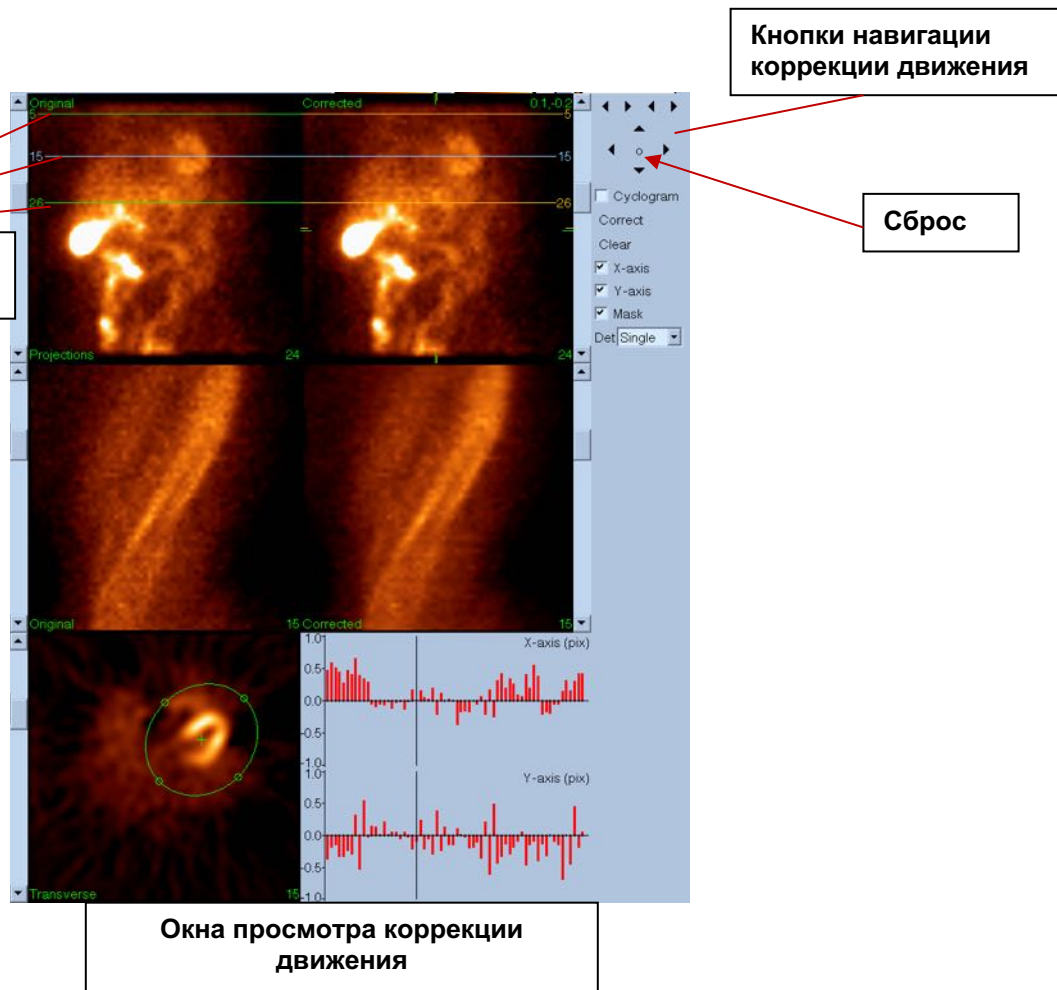 Кнопки навигации
коррекции движения
Original
Corrected
0.1,-0.2
5
5
15
15
26
26
Сброс
Cyclogram
Correct
Clear
X-axis
Y-axis
Mask
Det Single
Projections
24
24
Original
15
Corrected
15
1.0
X-axis (pix)
0.5
0.0
-0.5
-1.0
1.0
Y-axis (pix)
0.5
0.0
-0.5
-1.0
Transverse
15
Окна просмотра коррекции
движения